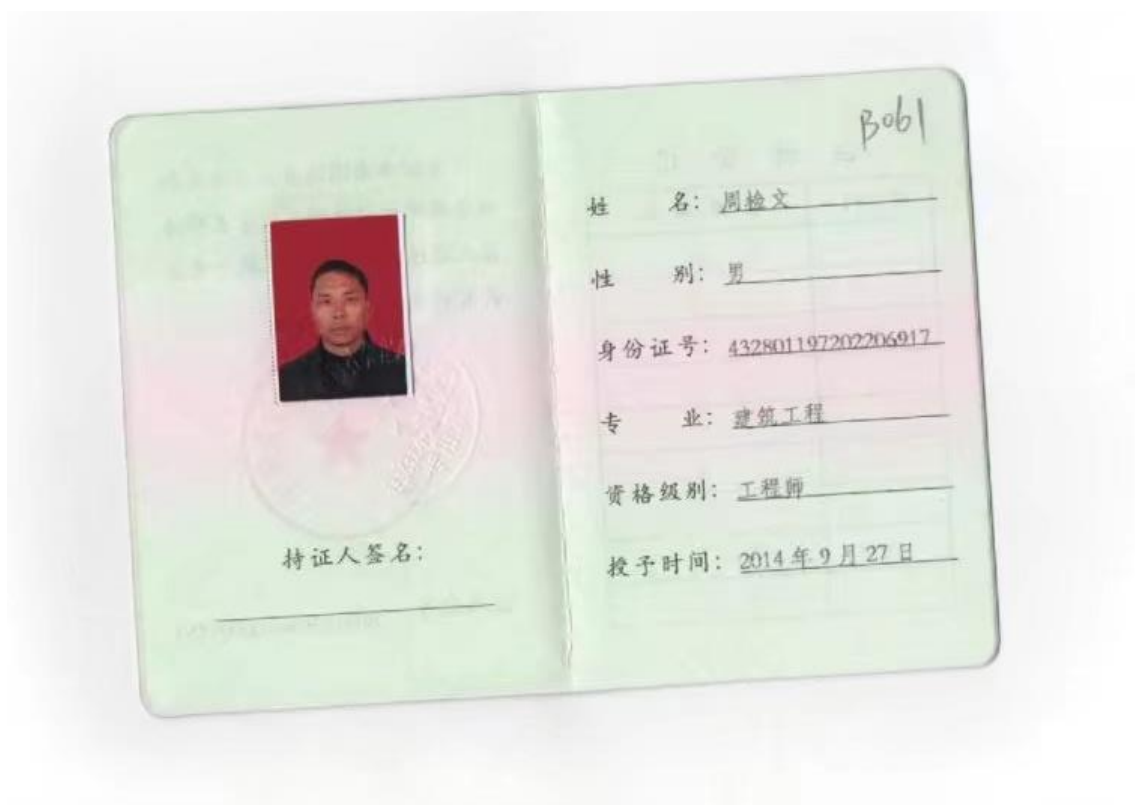 B061
姓 名：周检文
性 别：男
身份证号：432801197202206917
专 业：建筑工程
资格级别：工程师
授予时间：2014年9月27日
持证人签名：